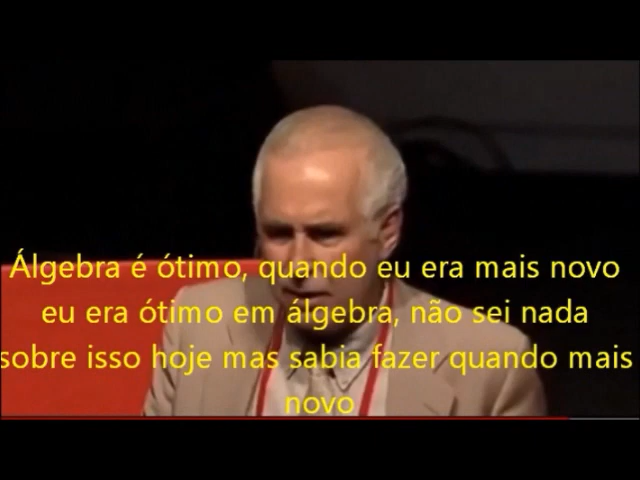 Álgebra é ótimo, quando eu era mais novo
eu era ótimo em álgebra, não sei nada
sobre isso hoje mas sabia fazer quando mais
novo